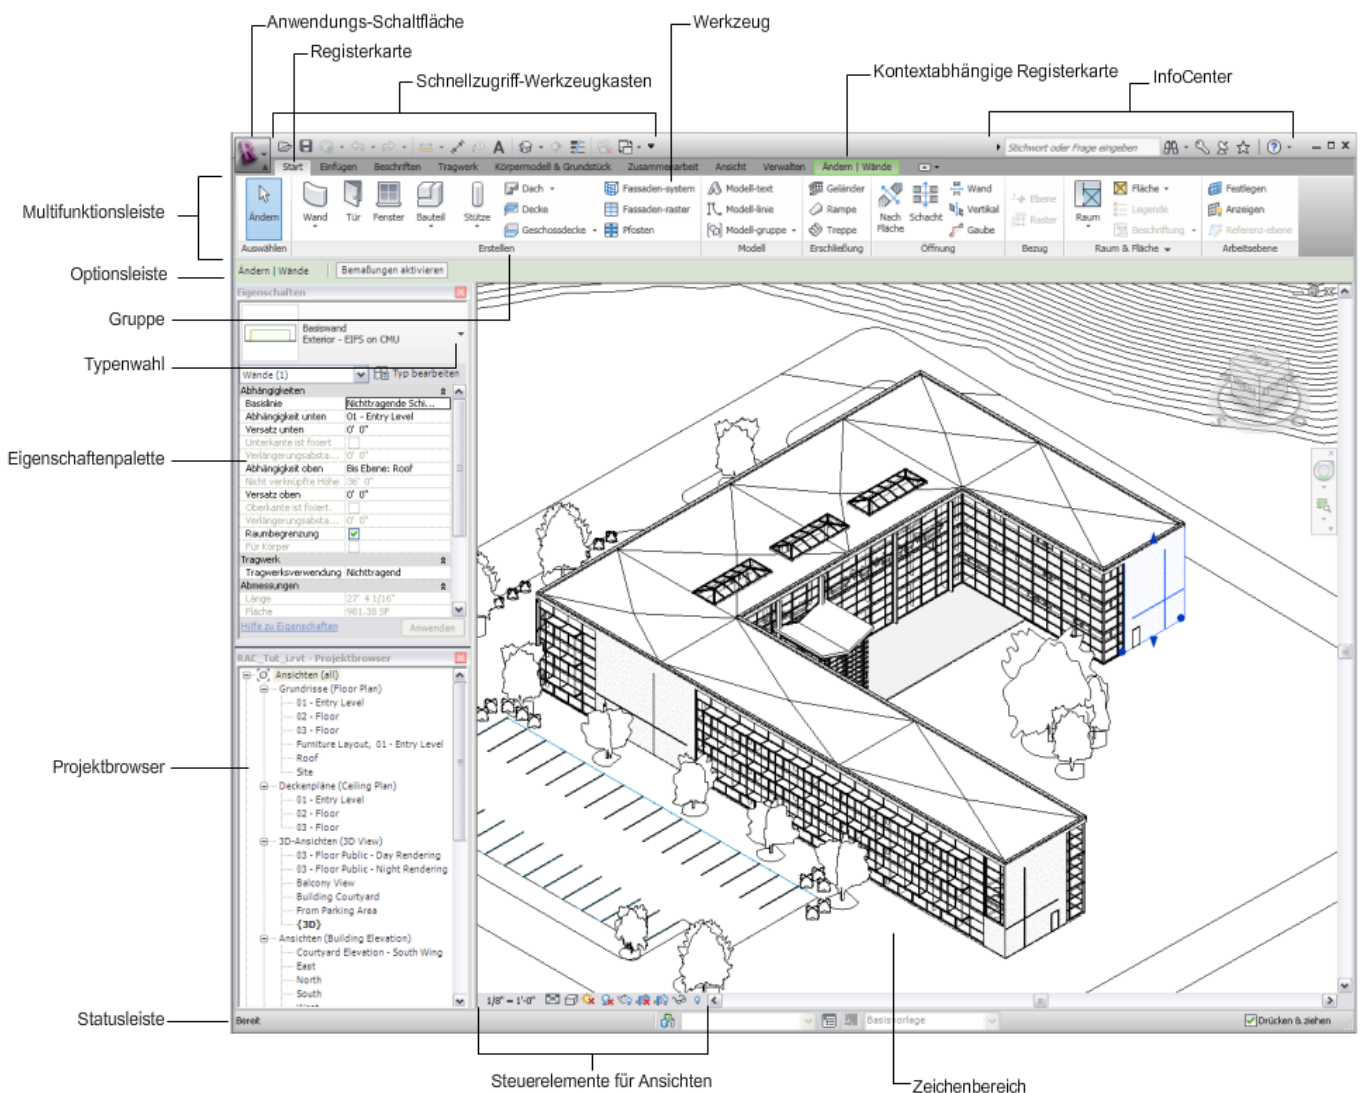 Anwendungs-Schaltfläche
Werkzeug
Registerkarte
Schnellzugriff-Werkzeugkasten
Kontextabhängige Registerkarte
InfoCenter
Stichwort oder Frage eingeben
Start Einfügen Beschriften Tragwerk Körpermodell & Grundstück Zusammenarbeit Ansicht Verwalten Ändern | Wände
Multifunktionsleiste
Ändern
Wand
Tür
Fenster
Bauteil
Stütze
Dach
Decke
Geschossdecke
Fassaden-system
Fassaden-raster
Pfosten
Modell-text
Modell-linie
Modell-gruppe
Geländer
Rampe
Treppe
Nach Fläche
Schacht
Wand
Vertikal
Gaube
Ebene
Raster
Raum
Fläche
Legende
Beschriftung
Festlegen
Anzeigen
Referenz-ebene
Auswählen Erstellen Modell Erschließung Öffnung Bezug Raum & Fläche Arbeitsebene
Optionsleiste
Ändern | Wände Bemaßungen aktivieren
Gruppe
Typenwahl
Eigenschaftenpalette
Eigenschaften
Basiswand
Exterior - EIFS on CMU
Wände (1) Typ bearbeiten
Abhängigkeiten
Basislinie Nichttragende Schi...
Abhängigkeit unten 01 - Entry Level
Versatz unten 0' 0"
Unterkante ist fixiert
Verlängerungsabsta... 0' 0"
Abhängigkeit oben Bis Ebene: Roof
Nicht verknüpfte Höhe 36' 0"
Versatz oben 0' 0"
Oberkante ist fixiert.
Verlängerungsabsta... 0' 0"
Raumbegrenzung
Für Körper
Tragwerk
Tragwerksverwendung Nichttragend
Abmessungen
Länge 27' 4 1/16"
Fläche 981.38 SF
Hilfe zu Eigenschaften Anwenden
Projektbrowser
RAC_Tut_I.rvt - Projektbrowser
Ansichten (all)
Grundrisse (Floor Plan)
01 - Entry Level
02 - Floor
03 - Floor
Furniture Layout, 01 - Entry Level
Roof
Site
Deckenpläne (Ceiling Plan)
01 - Entry Level
02 - Floor
03 - Floor
3D-Ansichten (3D View)
03 - Floor Public - Day Rendering
03 - Floor Public - Night Rendering
Balcony View
Building Courtyard
From Parking Area
{3D}
Ansichten (Building Elevation)
Courtyard Elevation - South Wing
East
North
South
West
1/8" = 1'-0"
Statusleiste
Bereit Basisvorlage Drücken & ziehen
Steuerelemente für Ansichten
Zeichenbereich